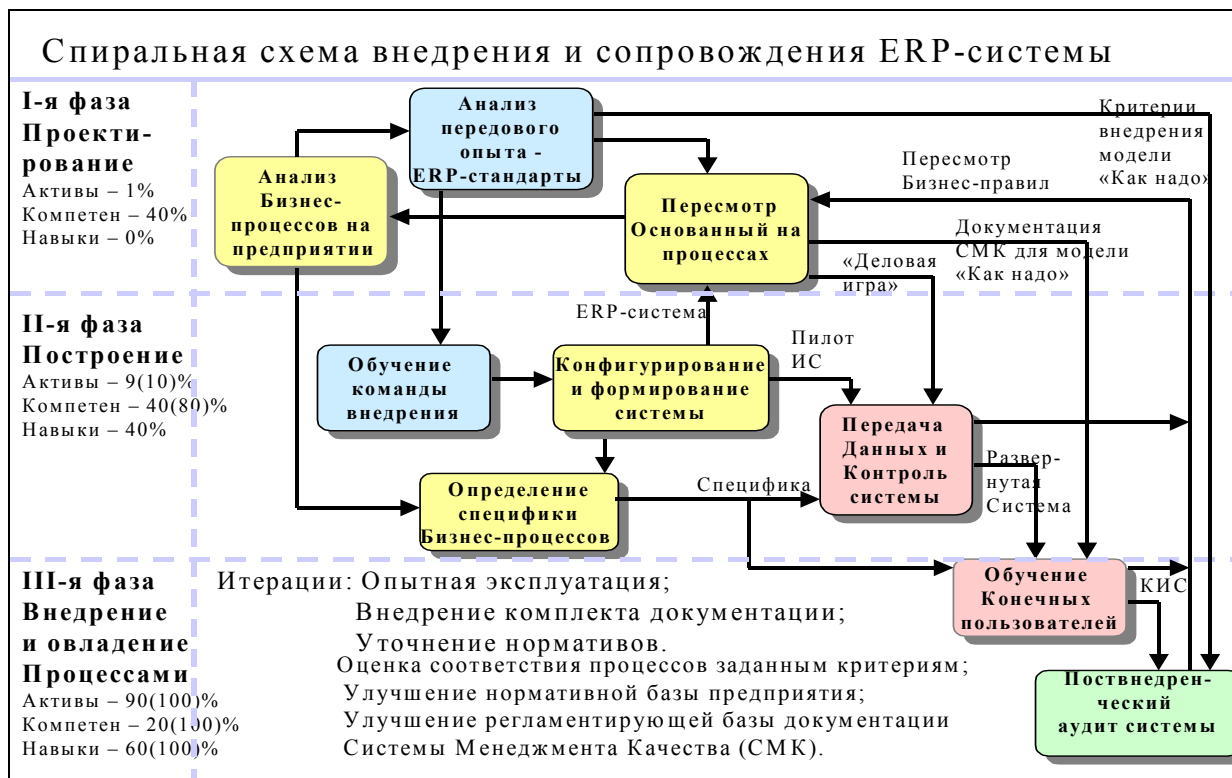 Спиральная схема внедрения и сопровождения ERP-системы
I-я фаза
Проекти-
рование
Активы – 1%
Компетен – 40%
Навыки – 0%
Анализ
Бизнес-
процессов на
предприятии
Анализ
передового
опыта -
ERP-стандарты
Пересмотр
Основанный на
процессах
Пересмотр
Бизнес-правил
Критерии
внедрения
модели
«Как надо»
Документация
СМК для модели
«Как надо»
«Деловая
игра»
II-я фаза
Построение
Активы – 9(10)%
Компетен – 40(80)%
Навыки – 40%
ERP-система
Обучение
команды
внедрения
Конфигурирование
и формирование
системы
Пилот
ИС
Передача
Данных и
Контроль
системы
Определение
специфики
Бизнес-процессов
Специфика
Развер-
нутая
Система
III-я фаза
Внедрение
и овладение
Процессами
Активы – 90(100)%
Компетен – 20(100)%
Навыки – 60(100)%
Итерации: Опытная эксплуатация;
Внедрение комплекта документации;
Уточнение нормативов.
Оценка соответствия процессов заданным критериям;
Улучшение нормативной базы предприятия;
Улучшение регламентирующей базы документации
Системы Менеджмента Качества (СМК).
Обучение
Конечных
пользователей
КИС
Поствнедрен-
ческий
аудит системы